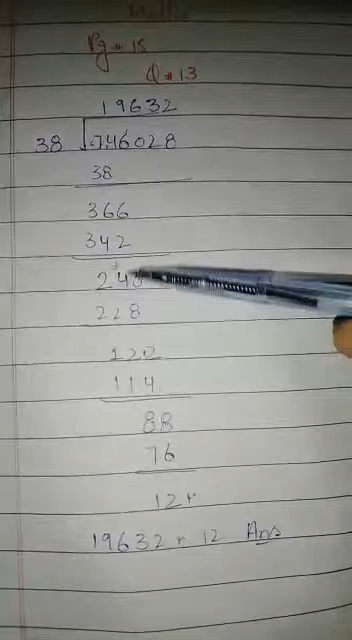 Pg = 15
Q = 13
19632
38 746028
38
366
342
240
228
122
114
88
76
12 r
19632 r 12 Ans